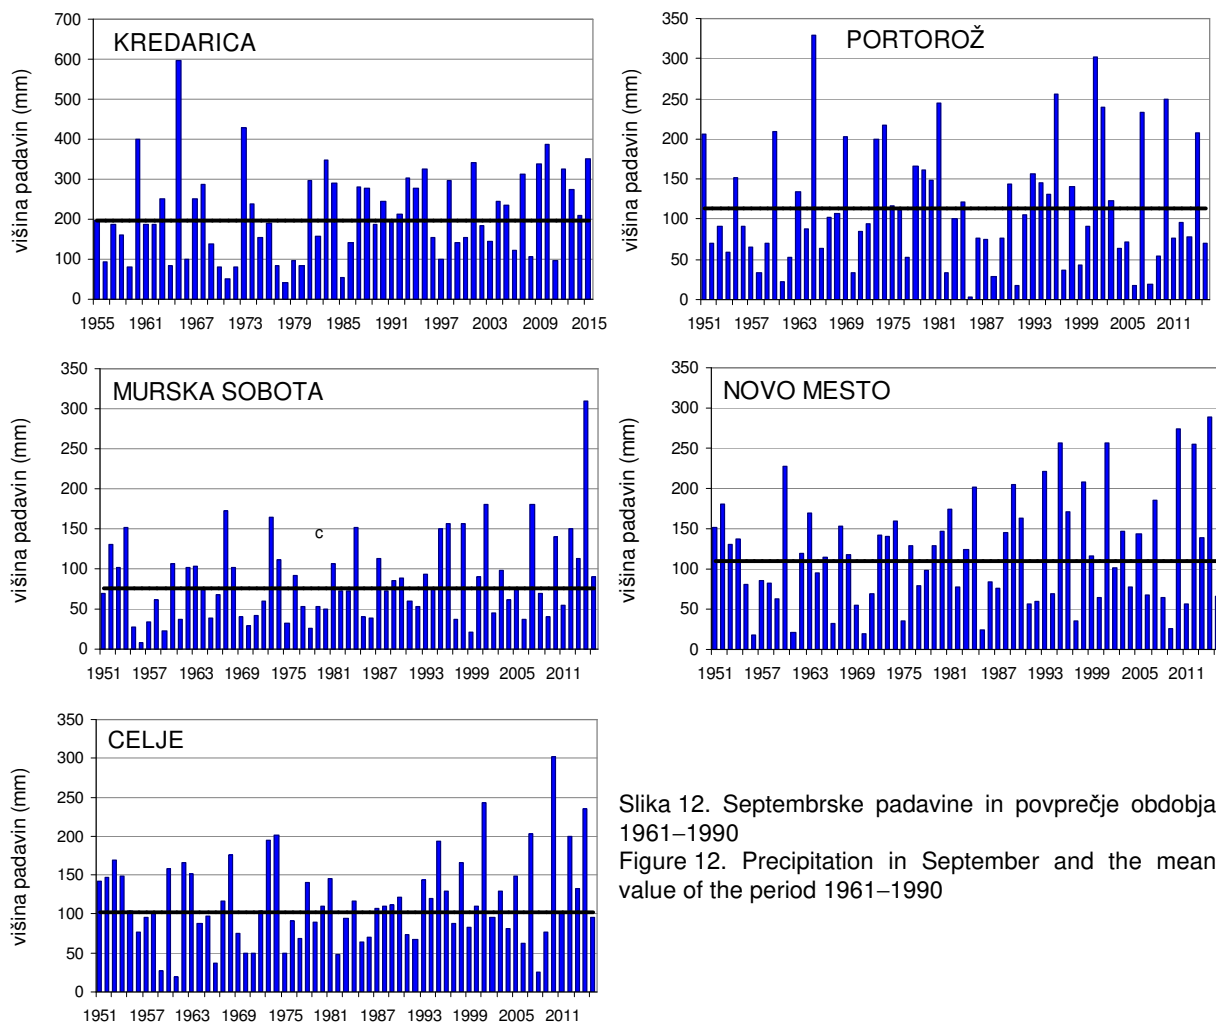 KREDARICA
višina padavin (mm)
700
600
500
400
300
200
100
0
1955 1961 1967 1973 1979 1985 1991 1997 2003 2009 2015
PORTOROŽ
višina padavin (mm)
350
300
250
200
150
100
50
0
1951 1957 1963 1969 1975 1981 1987 1993 1999 2005 2011
MURSKA SOBOTA
višina padavin (mm)
350
300
250
200
150
100
50
0
c
1951 1957 1963 1969 1975 1981 1987 1993 1999 2005 2011
NOVO MESTO
višina padavin (mm)
350
300
250
200
150
100
50
0
1951 1957 1963 1969 1975 1981 1987 1993 1999 2005 2011
CELJE
višina padavin (mm)
350
300
250
200
150
100
50
0
1951 1957 1963 1969 1975 1981 1987 1993 1999 2005 2011
Slika 12. Septembrske padavine in povprečje obdobja
1961–1990
Figure 12. Precipitation in September and the mean
value of the period 1961–1990